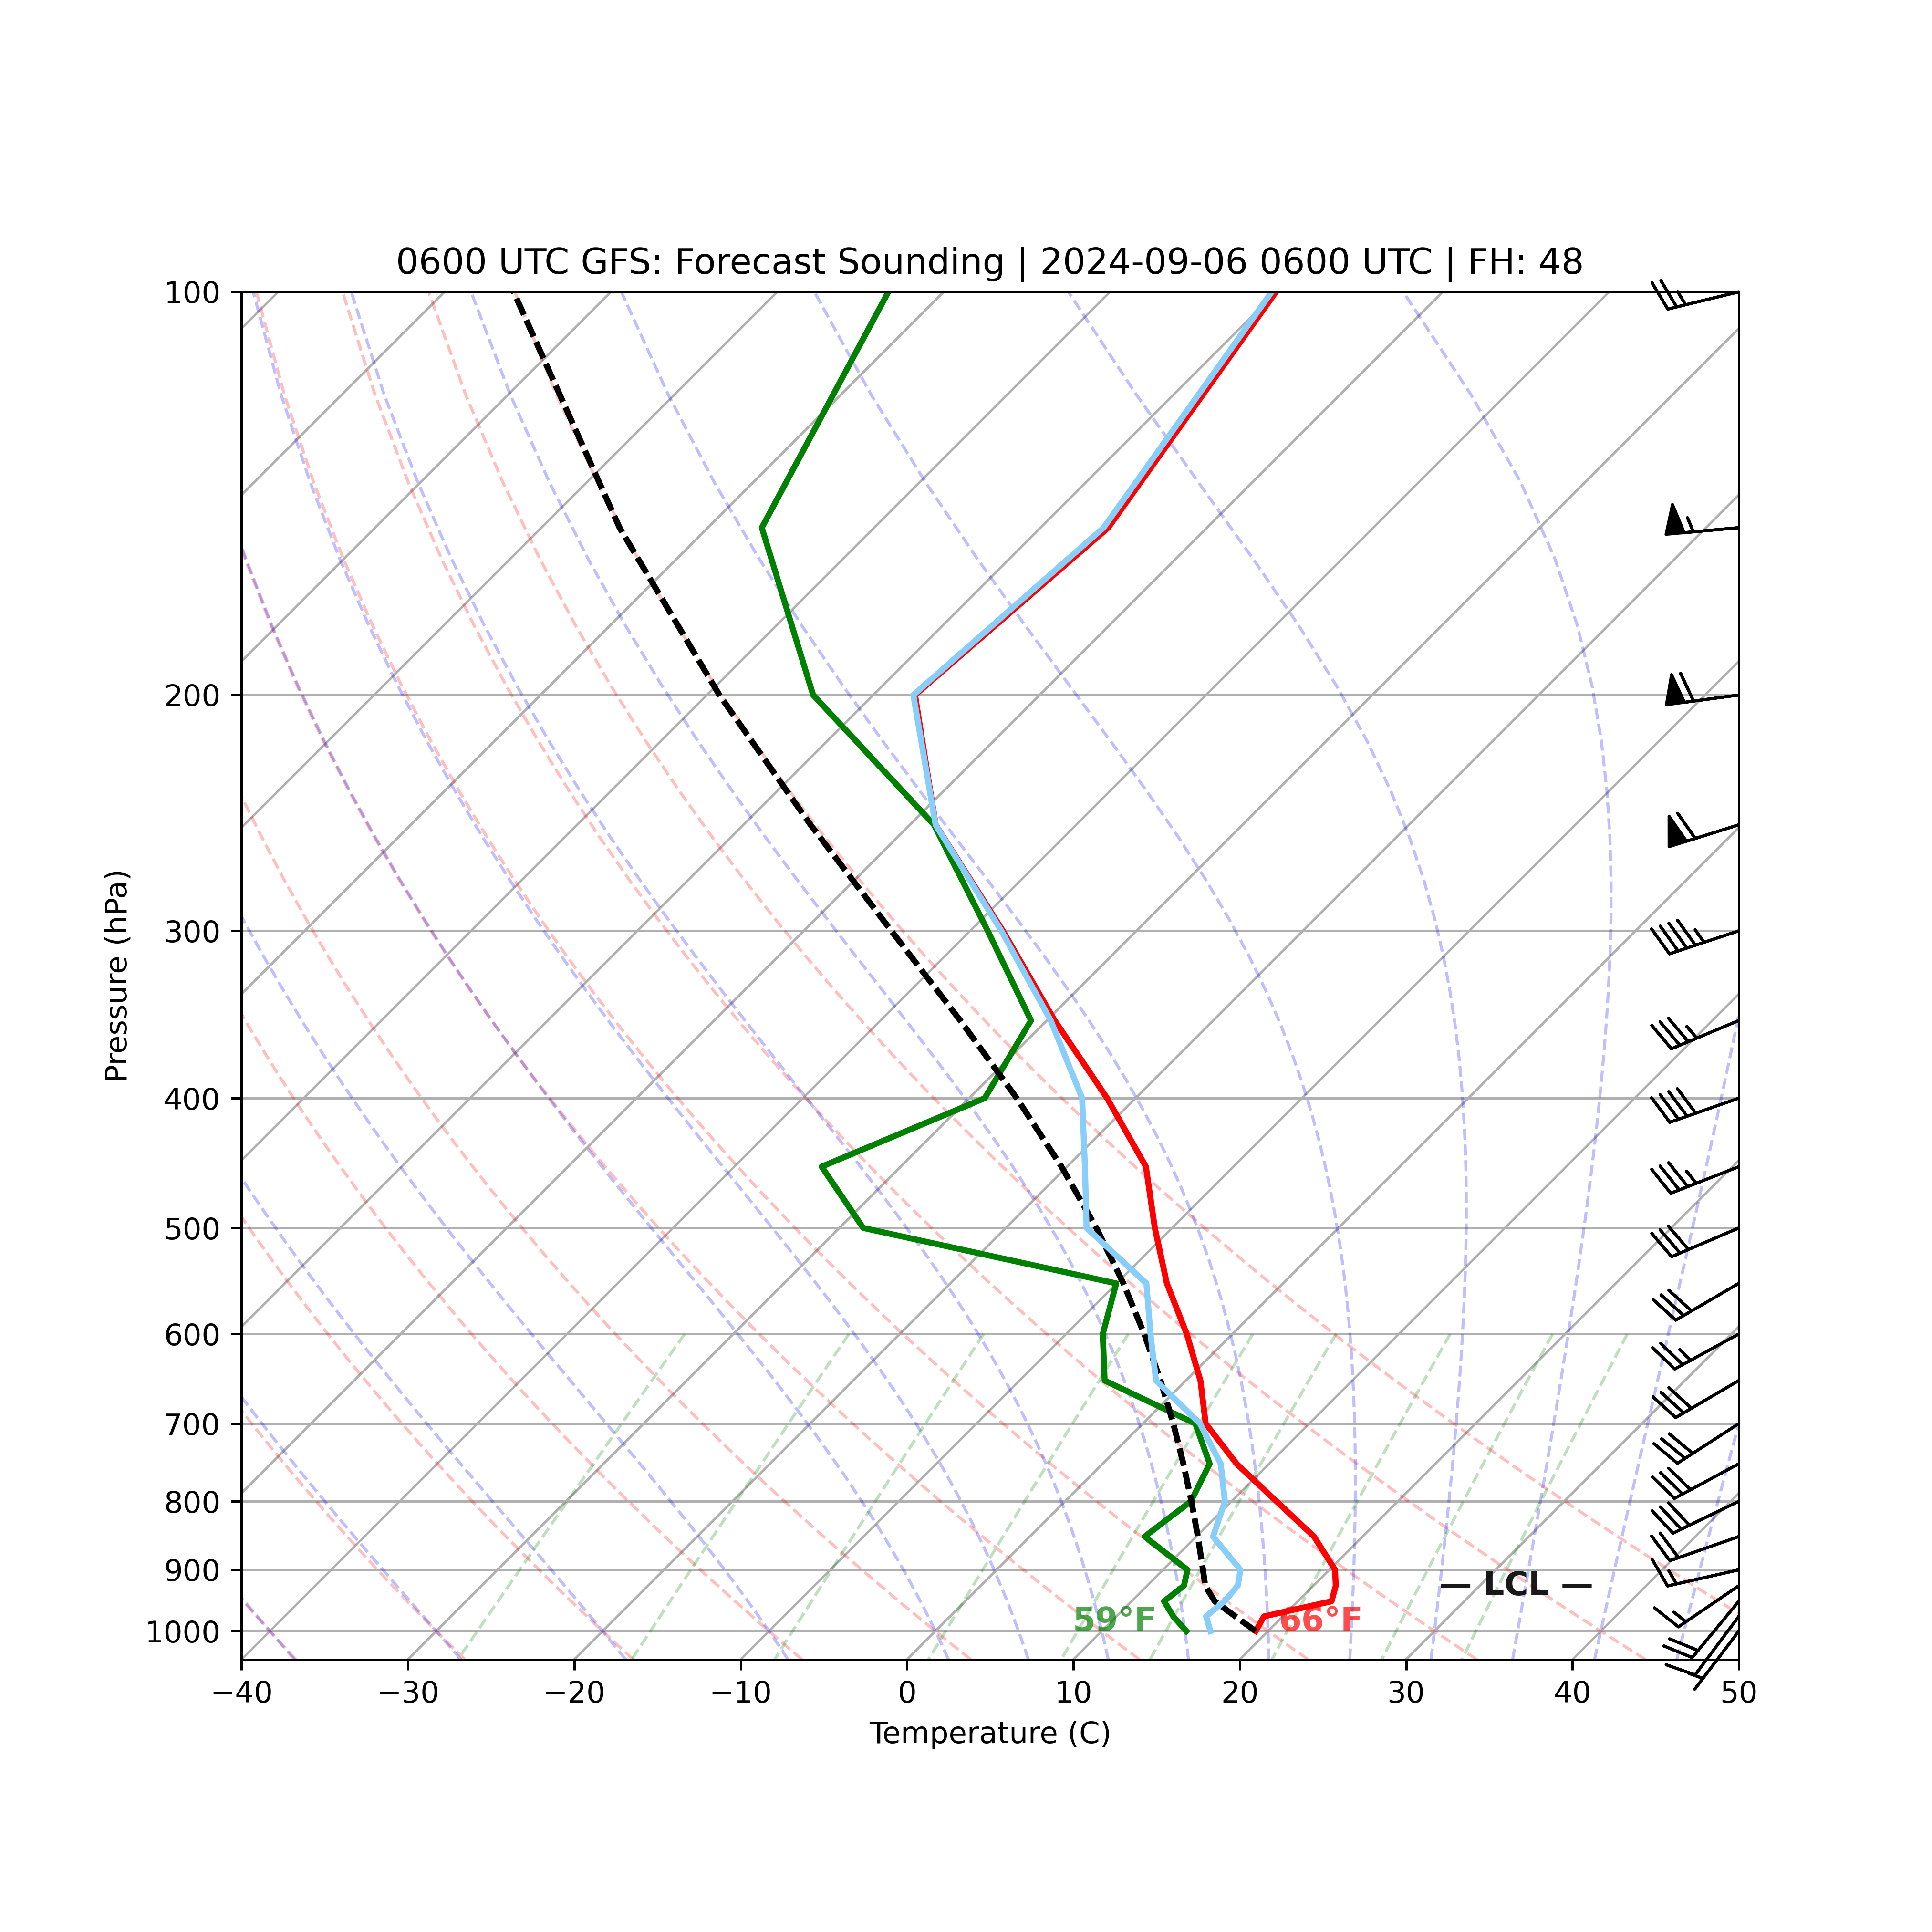 0600 UTC GFS: Forecast Sounding | 2024-09-06 0600 UTC | FH: 48
100
200
300
400
500
600
700
800
900
1000
Pressure (hPa)
— LCL —
59°F
66°F
−40 −30 −20 −10 0 10 20 30 40 50
Temperature (C)